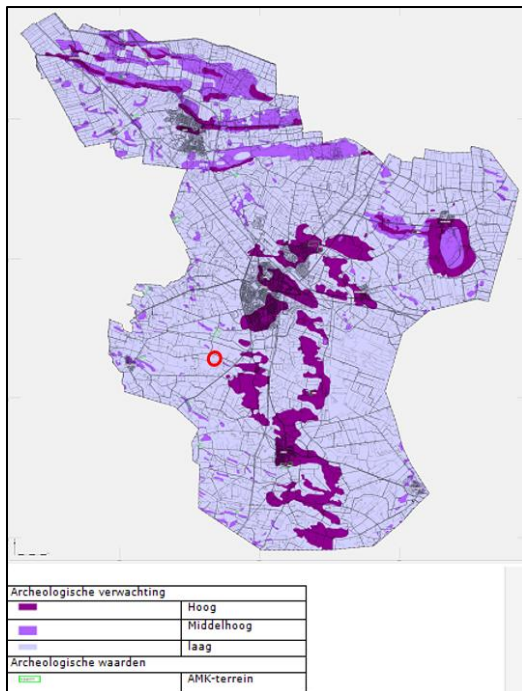 Archeologische verwachting
Hoog
Middelhoog
laag
Archeologische waarden
AMK-terrein